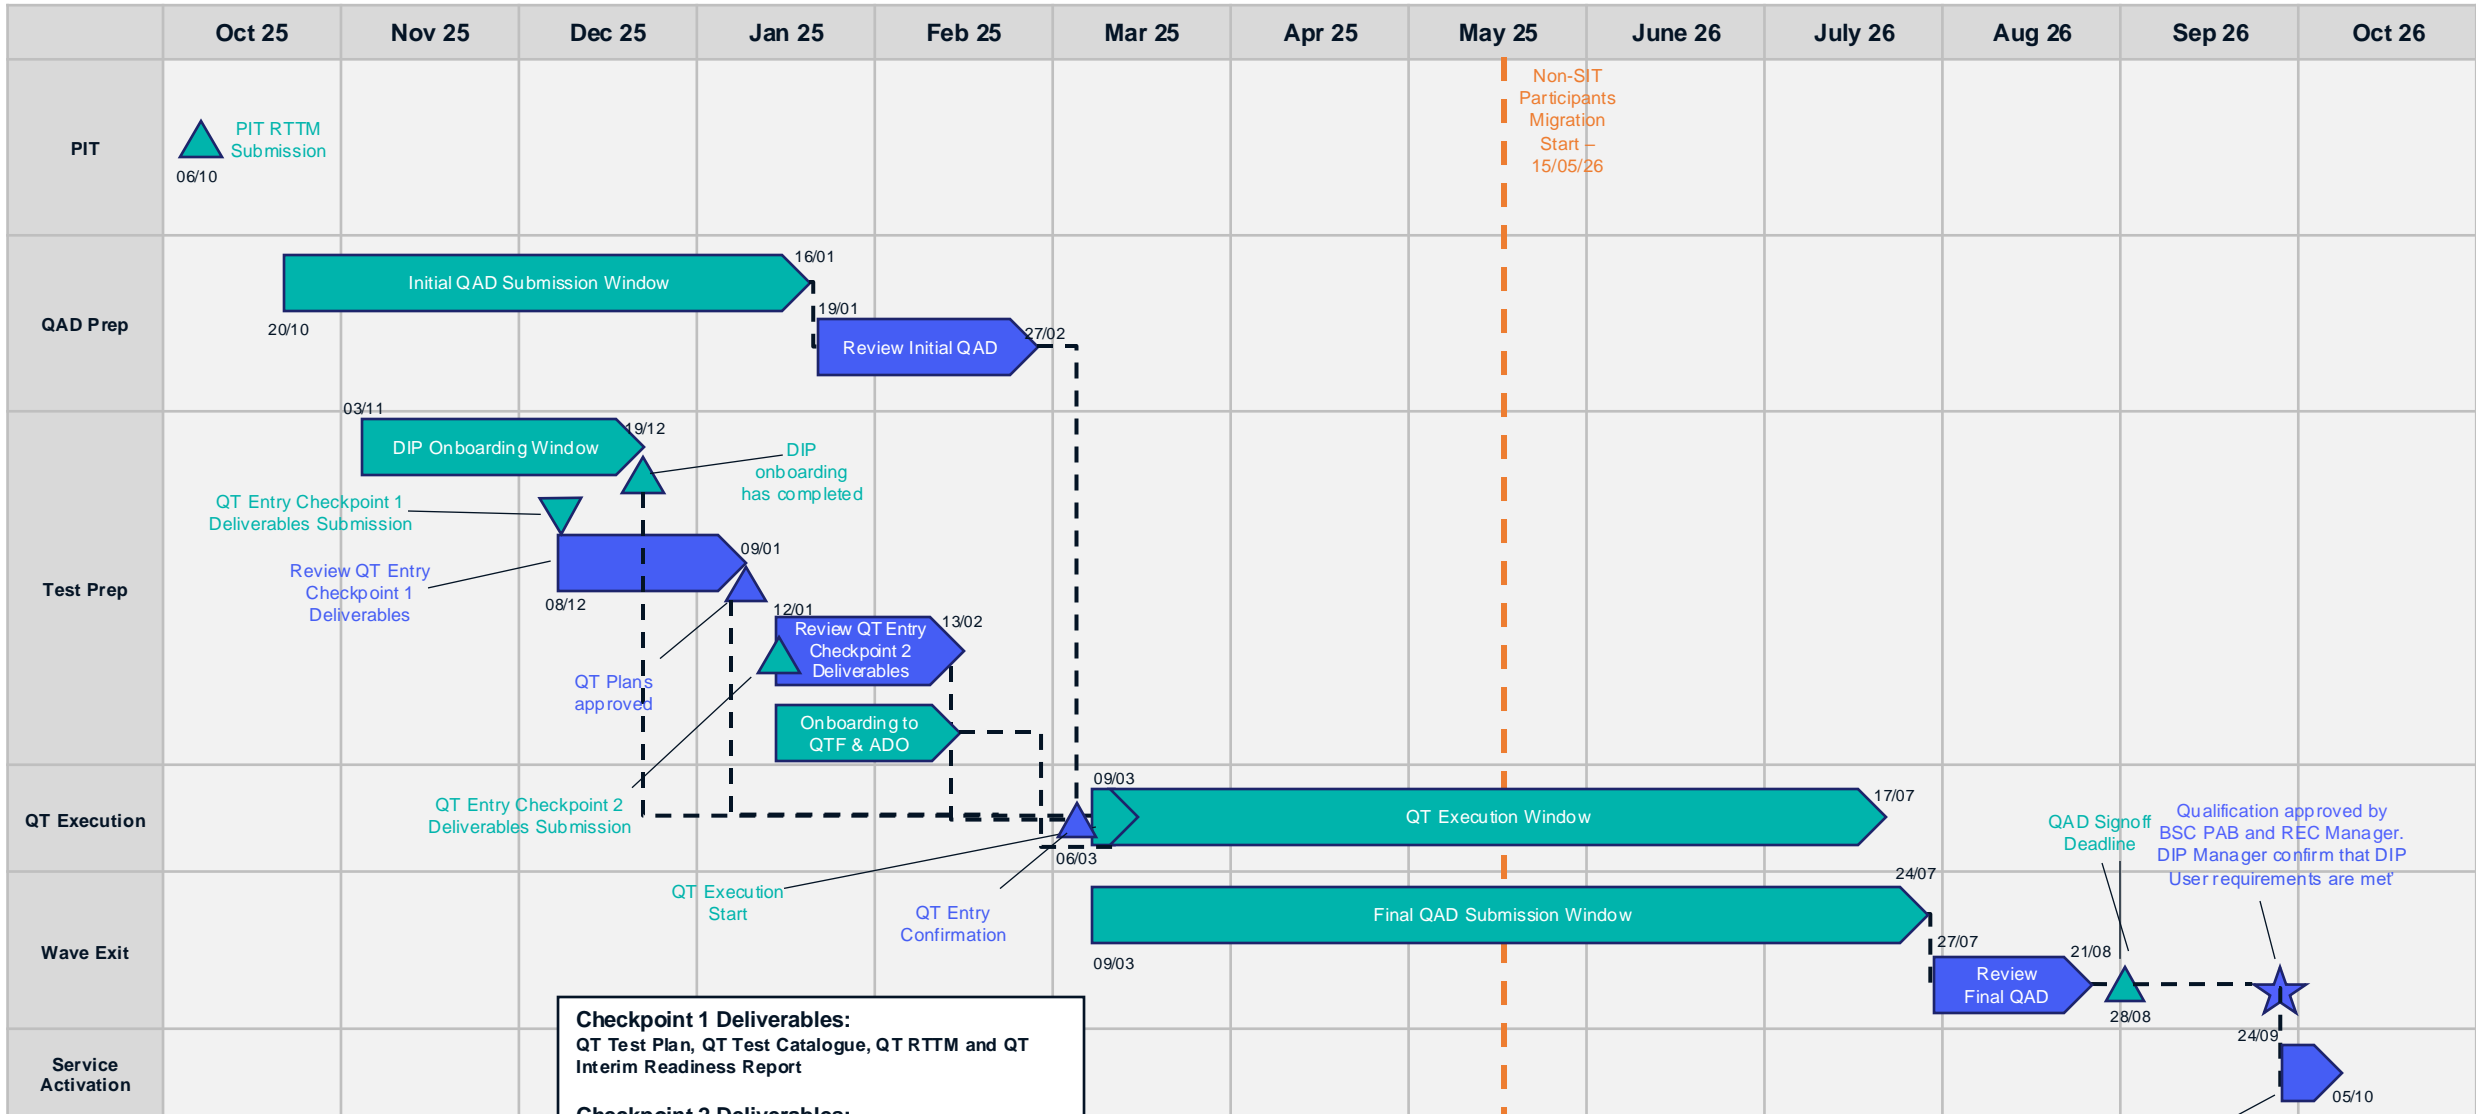 Oct 25
Nov 25
Dec 25
Jan 25
Feb 25
Mar 25
Apr 25
May 25
June 26
July 26
Aug 26
Sep 26
Oct 26
Non-SIT
Participants
Migration
Start –
15/05/26
PIT
PIT RTTM
Submission
06/10
QAD Prep
Initial QAD Submission Window
16/01
20/10
19/01
Review Initial QAD
27/02
Test Prep
03/11
DIP Onboarding Window
19/12
DIP
onboarding
has completed
QT Entry Checkpoint 1
Deliverables Submission
Review QT Entry
Checkpoint 1
Deliverables
09/01
08/12
12/01
Review QT Entry
Checkpoint 2
Deliverables
13/02
QT Plans
approved
Onboarding to
QTF & ADO
QT Entry Checkpoint 2
Deliverables Submission
QT Execution
09/03
QT Execution Window
17/07
06/03
QT Execution
Start
QT Entry
Confirmation
QAD Signoff
Deadline
Qualification approved by
BSC PAB and REC Manager.
DIP Manager confirm that DIP
User requirements are met'
Wave Exit
24/07
Final QAD Submission Window
09/03
27/07
Review
Final QAD
21/08
28/08
24/09
Service
Activation
05/10
Checkpoint 1 Deliverables:
QT Test Plan, QT Test Catalogue, QT RTTM and QT
Interim Readiness Report
Checkpoint 2 Deliverables: